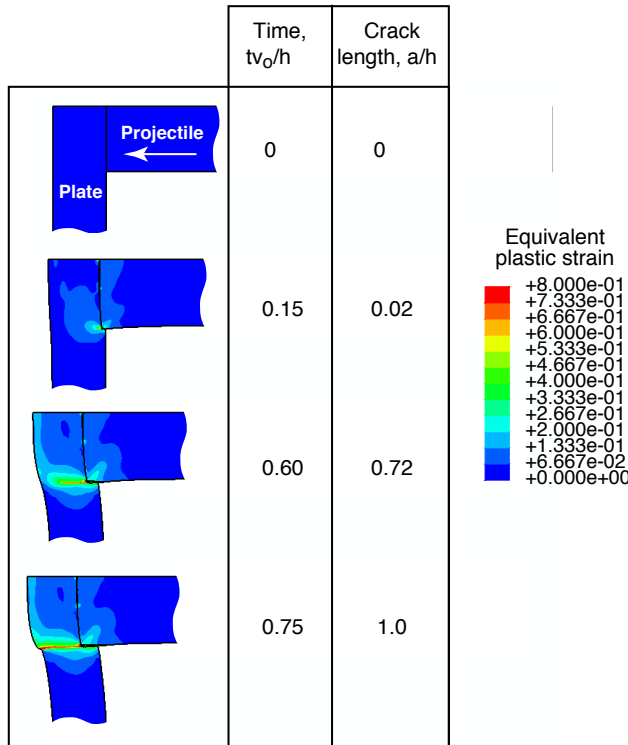 Time,
tv₀/h
Crack
length, a/h
Projectile
Plate
0
0
0.15
0.02
0.60
0.72
0.75
1.0
Equivalent
plastic strain
+8.000e-01
+7.333e-01
+6.667e-01
+6.000e-01
+5.333e-01
+4.667e-01
+4.000e-01
+3.333e-01
+2.667e-01
+2.000e-01
+1.333e-01
+6.667e-02
+0.000e+00